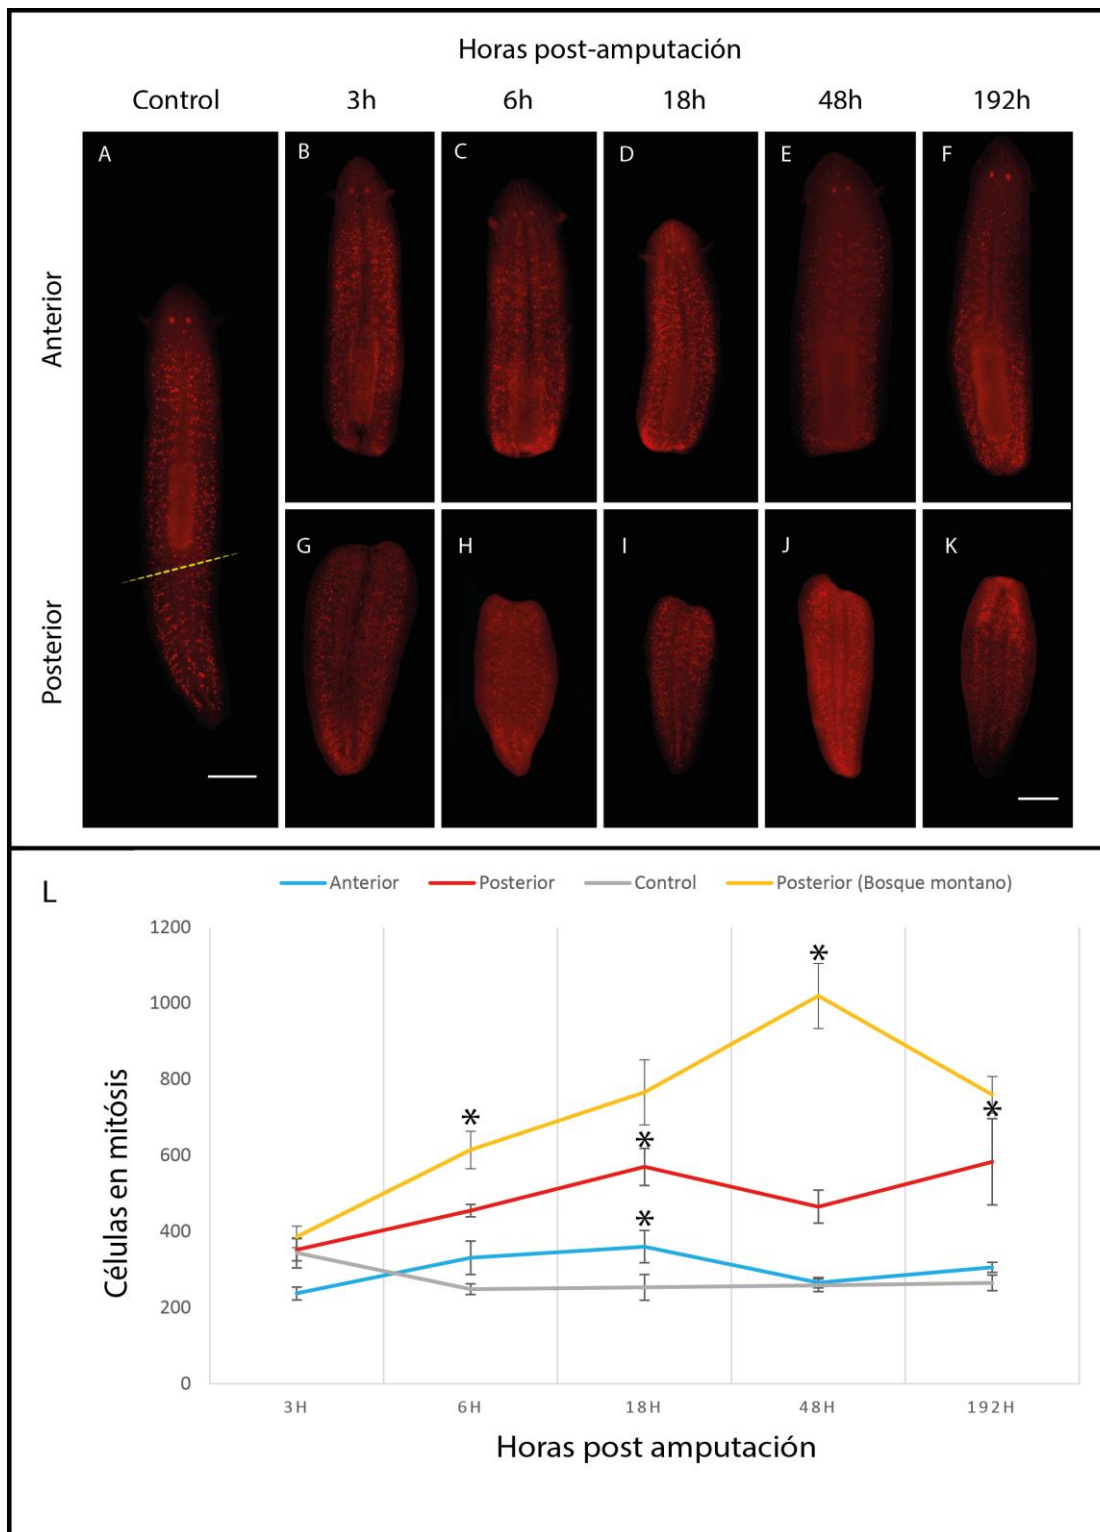 Horas post-amputación
Control 3h 6h 18h 48h 192h
Anterior
A B C D E F
Posterior
G H I J K
L
Anterior Posterior Control Posterior (Bosque montano)
Células en mitósis
1200
1000
800
600
400
200
0
* * * * *
3H 6H 18H 48H 192H
Horas post amputación